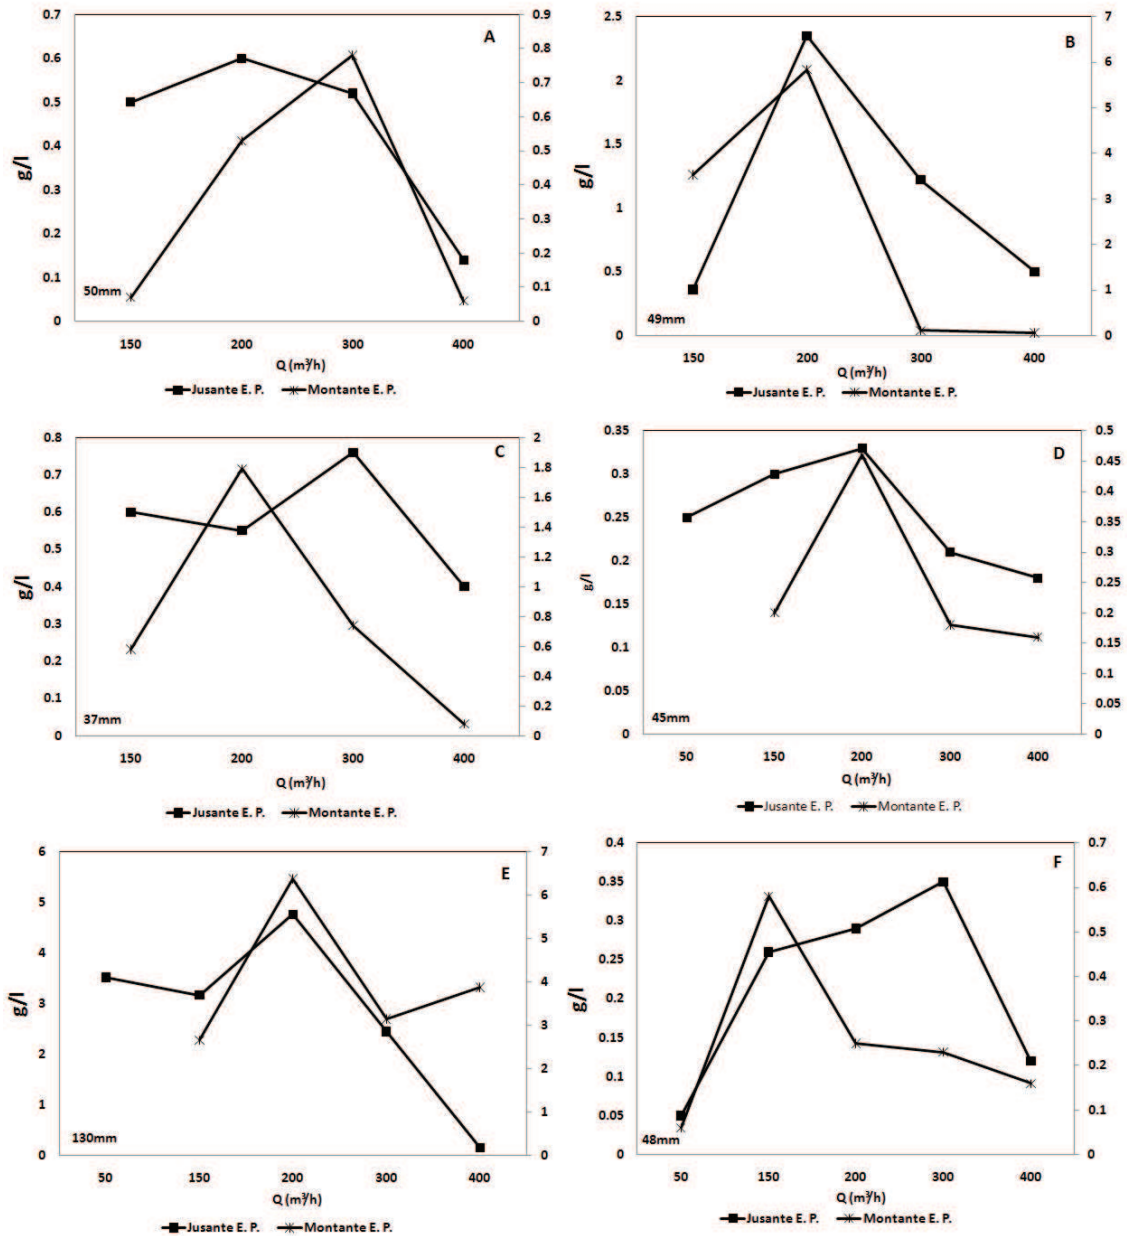 A
0.7
0.6
0.5
0.4
0.3
0.2
0.1
0
g/l
0.9
0.8
0.7
0.6
0.5
0.4
0.3
0.2
0.1
0
50mm
150 200 300 400
Q (m³/h)
Jusante E. P. Montante E. P.
B
2.5
2
1.5
1
0.5
0
g/l
7
6
5
4
3
2
1
0
49mm
150 200 300 400
Q (m³/h)
Jusante E. P. Montante E. P.
C
0.8
0.7
0.6
0.5
0.4
0.3
0.2
0.1
0
g/l
2
1.8
1.6
1.4
1.2
1
0.8
0.6
0.4
0.2
0
37mm
150 200 300 400
Q (m³/h)
Jusante E. P. Montante E. P.
D
0.35
0.3
0.25
0.2
0.15
0.1
0.05
0
g/l
0.5
0.45
0.4
0.35
0.3
0.25
0.2
0.15
0.1
0.05
0
45mm
50 150 200 300 400
Q (m³/h)
Jusante E. P. Montante E. P.
E
6
5
4
3
2
1
0
g/l
7
6
5
4
3
2
1
0
130mm
50 150 200 300 400
Q (m³/h)
Jusante E. P. Montante E. P.
F
0.4
0.35
0.3
0.25
0.2
0.15
0.1
0.05
0
g/l
0.7
0.6
0.5
0.4
0.3
0.2
0.1
0
48mm
50 150 200 300 400
Q (m³/h)
Jusante E. P. Montante E. P.